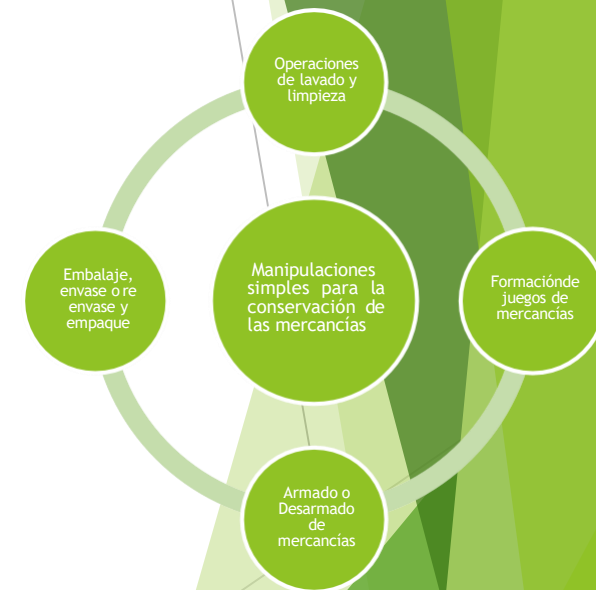 Operaciones
de lavado y
limpieza
Manipulaciones
simples para la
conservación de
las mercancías
Formaciónde
juegos de
mercancías
Armado o
Desarmado
de
mercancías
Embalaje,
envase o re
envase y
empaque